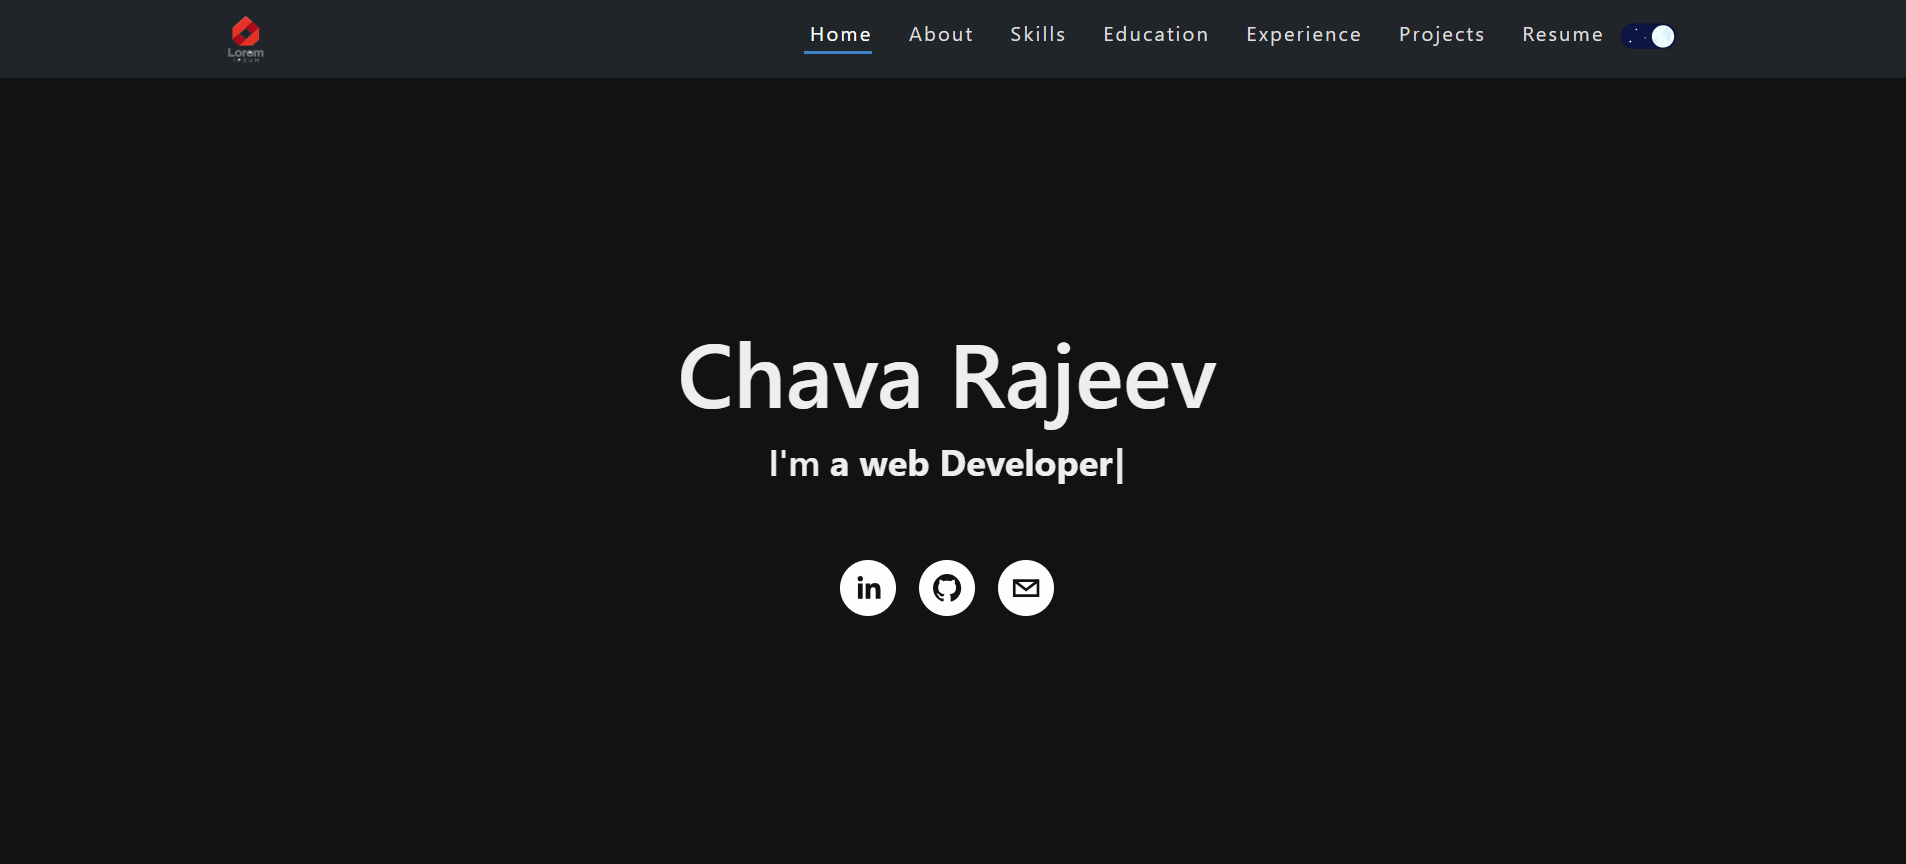 Lorem
IPSUM
Home About Skills Education Experience Projects Resume
Chava Rajeev
I'm a web Developer|
in